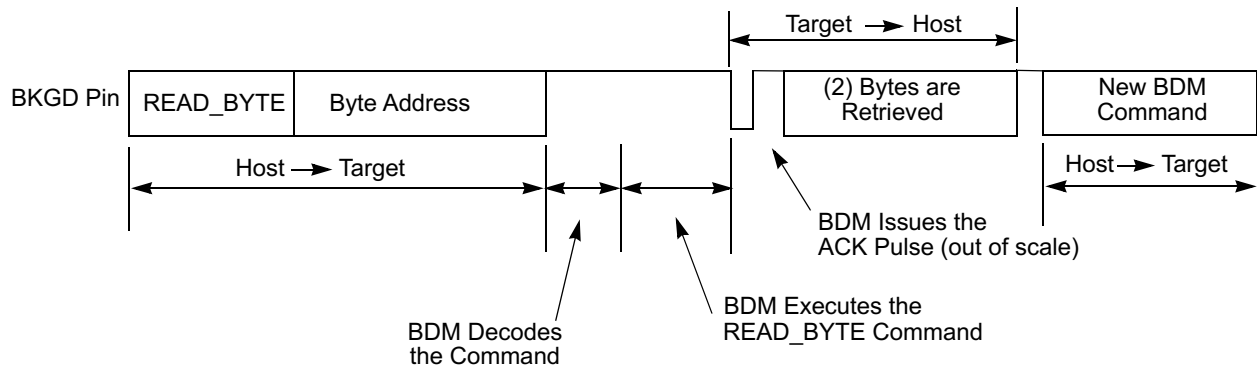 Target → Host
BKGD Pin
READ_BYTE
Byte Address
(2) Bytes are
Retrieved
New BDM
Command
Host → Target
Host → Target
BDM Issues the
ACK Pulse (out of scale)
BDM Decodes
the Command
BDM Executes the
READ_BYTE Command